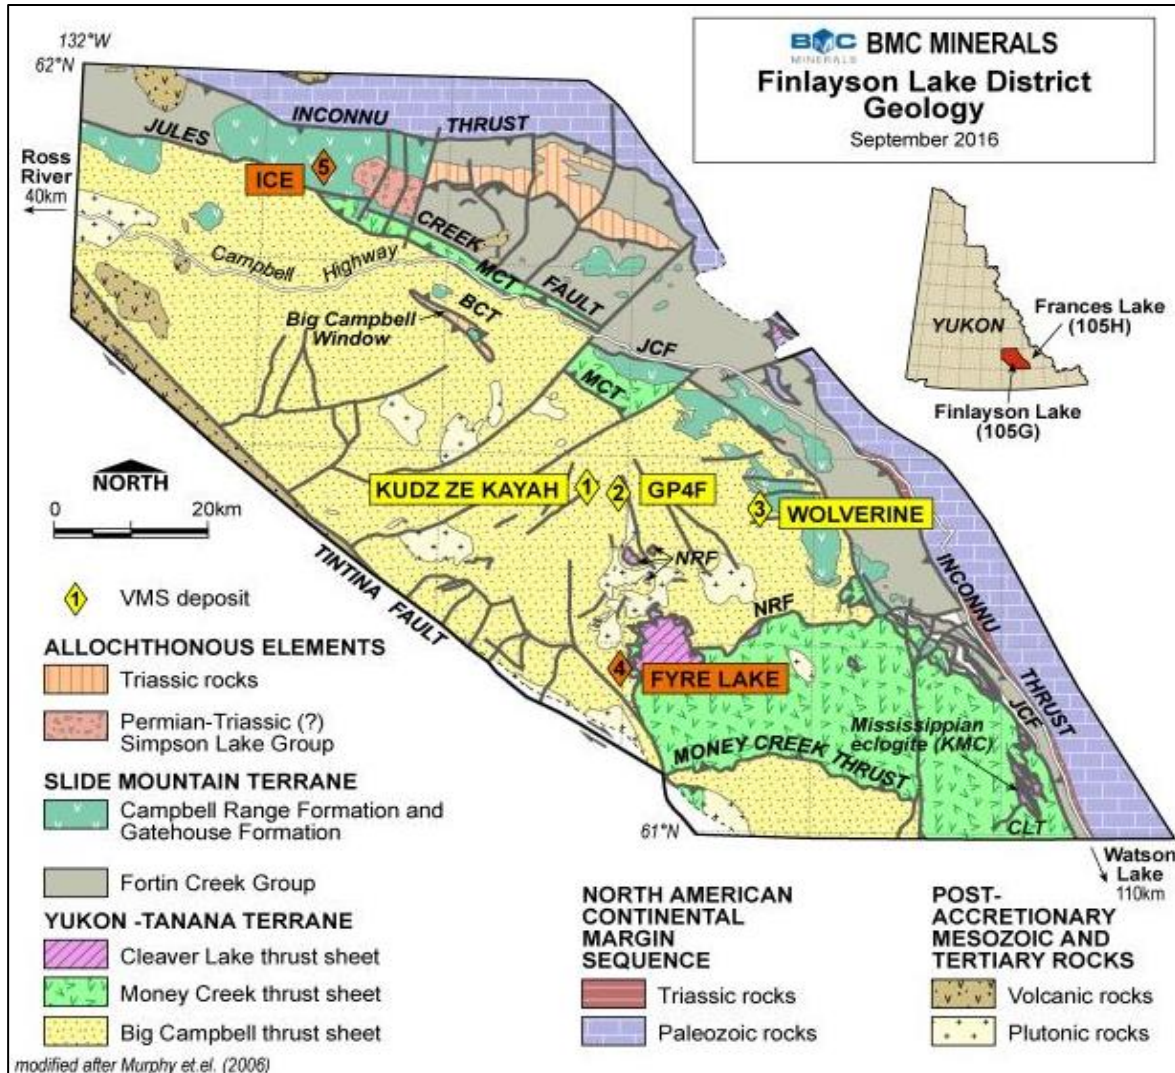 BMC MINERALS
MINERALS
BMC MINERALS
Finlayson Lake District
Geology
September 2016
132°W
62°N
INCONNU THRUST
JULES
Ross
River
40km
ICE
5
CREEK
FAULT
MCT
Campbell Highway
BCT
Big Campbell
Window
JCF
MCT
YUKON
Frances Lake
(105H)
Finlayson Lake
(105G)
NORTH
0 20km
KUDZ ZE KAYAH
1
2
GP4F
3
WOLVERINE
NRF
NRF
TINTINA FAULT
INCONNU
THRUST
JCF
4
FYRE LAKE
Mississippian
eclogite (KMC)
MONEY CREEK THRUST
CLT
61°N
Watson
Lake
110km
1 VMS deposit
ALLOCHTHONOUS ELEMENTS
Triassic rocks
Permian-Triassic (?)
Simpson Lake Group
SLIDE MOUNTAIN TERRANE
Campbell Range Formation and
Gatehouse Formation
Fortin Creek Group
YUKON -TANANA TERRANE
Cleaver Lake thrust sheet
Money Creek thrust sheet
Big Campbell thrust sheet
NORTH AMERICAN
CONTINENTAL
MARGIN
SEQUENCE
Triassic rocks
Paleozoic rocks
POST-
ACCRETIONARY
MESOZOIC AND
TERTIARY ROCKS
Volcanic rocks
Plutonic rocks
modified after Murphy et.el. (2006)